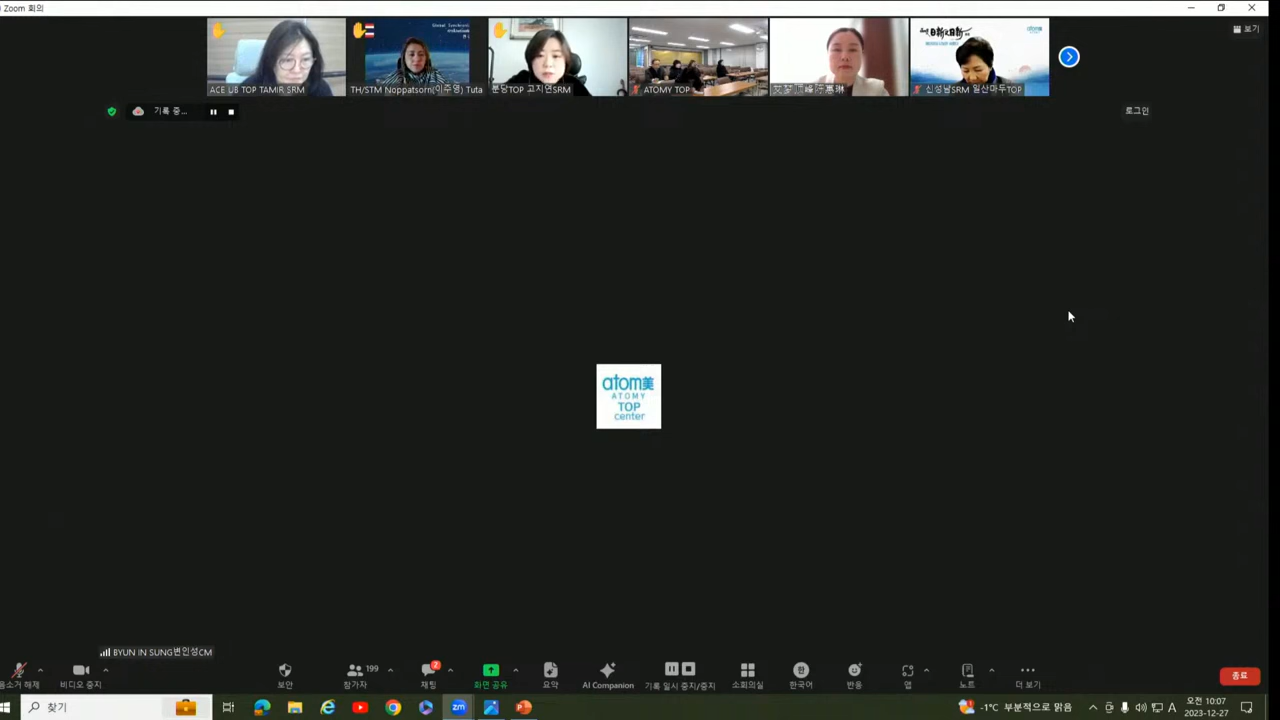 Zoom 회의
보기
ACE UB TOP TAMIR SRM
TH/STM Noppatsorn(이주영) Tuta
분당TOP 고지연SRM
ATOMY TOP
신성남SRM 일산마두TOP
기록 중...
로그인
atom美
ATOMY
TOP
center
BYUN IN SUNG변인성CM
음소거 해제
비디오 중지
보안
199
참가자
2
채팅
화면 공유
요약
AI Companion
기록 일시 중지/중지
소회의실
한국어
반응
앱
노트
더 보기
종료
찾기
-1°C 부분적으로 맑음
A
오전 10:07
2023-12-27